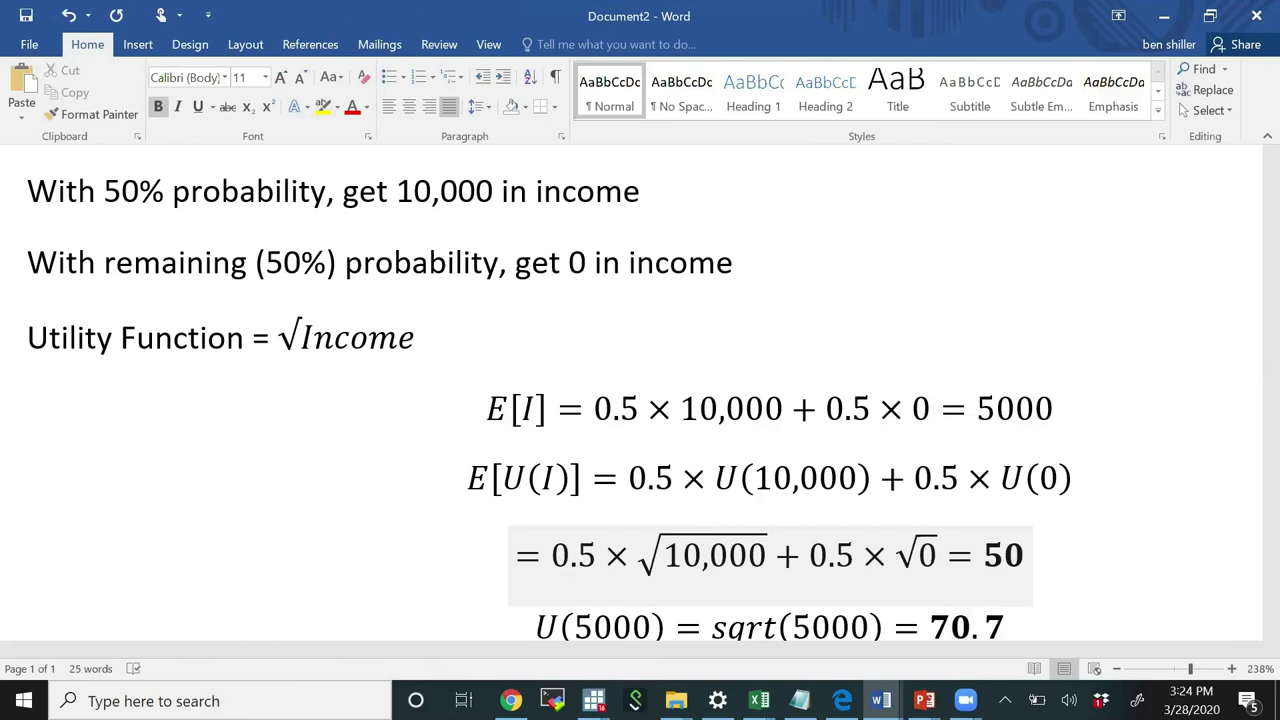 Document2 - Word
File Home Insert Design Layout References Mailings Review View Tell me what you want to do... ben shiller Share
Paste Cut Copy Format Painter
Calibri (Body) 11
AaBbCcDc AaBbCcDc AaBbCc AaBbCcC AaB AaBbCcD AaBbCcDc AaBbCcDc
¶ Normal ¶ No Spac... Heading 1 Heading 2 Title Subtitle Subtle Em... Emphasis
Find Replace Select
Clipboard Font Paragraph Styles Editing
With 50% probability, get 10,000 in income
With remaining (50%) probability, get 0 in income
Utility Function = √Income
E[I] = 0.5 × 10,000 + 0.5 × 0 = 5000
E[U(I)] = 0.5 × U(10,000) + 0.5 × U(0)
= 0.5 × √10,000 + 0.5 × √0 = 50
U(5000) = sqrt(5000) = 70.7
Page 1 of 1 25 words 238%
Type here to search 3:24 PM
3/28/2020